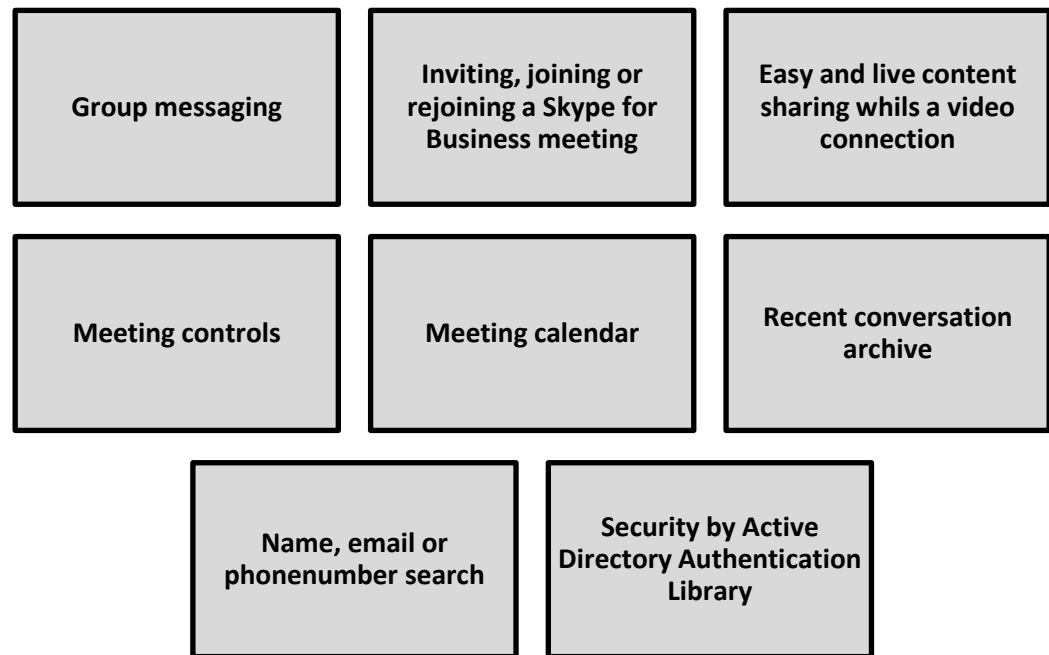 Group messaging
Inviting, joining or
rejoining a Skype for
Business meeting
Easy and live content
sharing whils a video
connection
Meeting controls
Meeting calendar
Recent conversation
archive
Name, email or
phonenumber search
Security by Active
Directory Authentication
Library